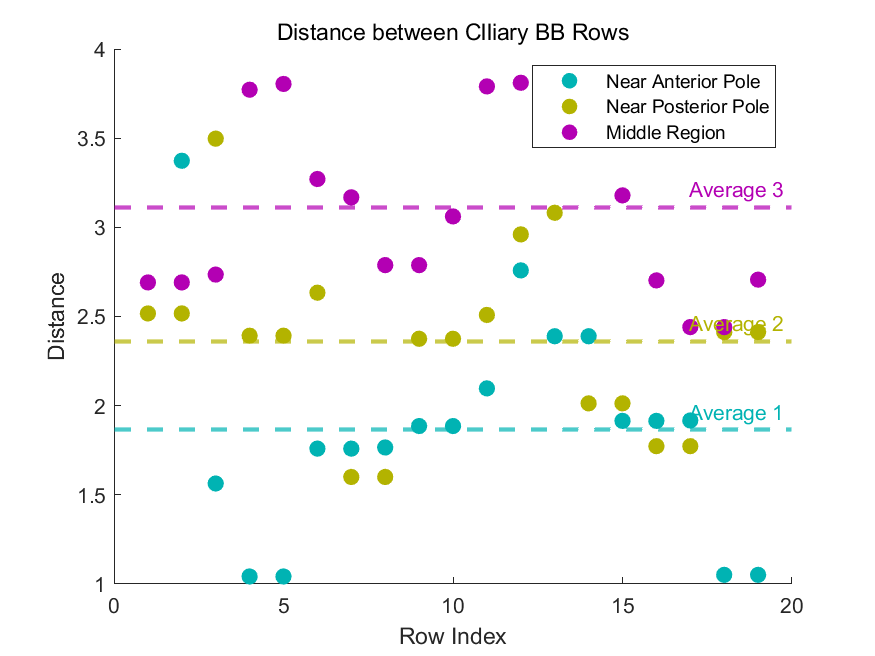 Distance between CIliary BB Rows
4
3.5
3
2.5
2
1.5
1
Distance
Near Anterior Pole
Near Posterior Pole
Middle Region
Average 3
Average 2
Average 1
0
5
10
15
20
Row Index